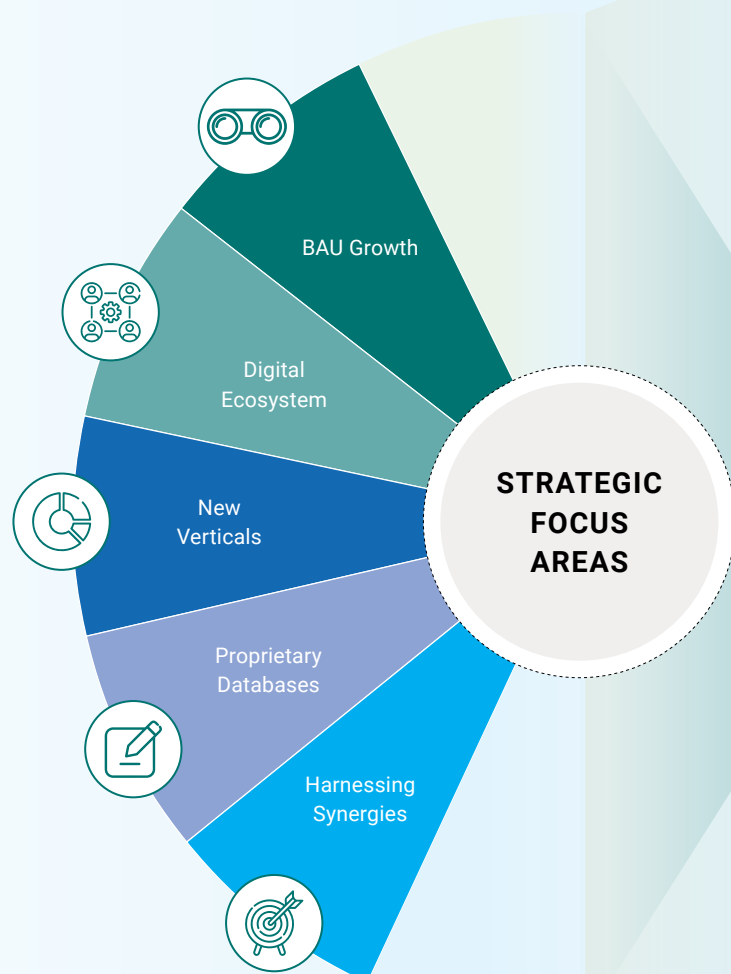 BAU Growth
Digital
Ecosystem
New
Verticals
STRATEGIC
FOCUS
AREAS
Proprietary
Databases
Harnessing
Synergies